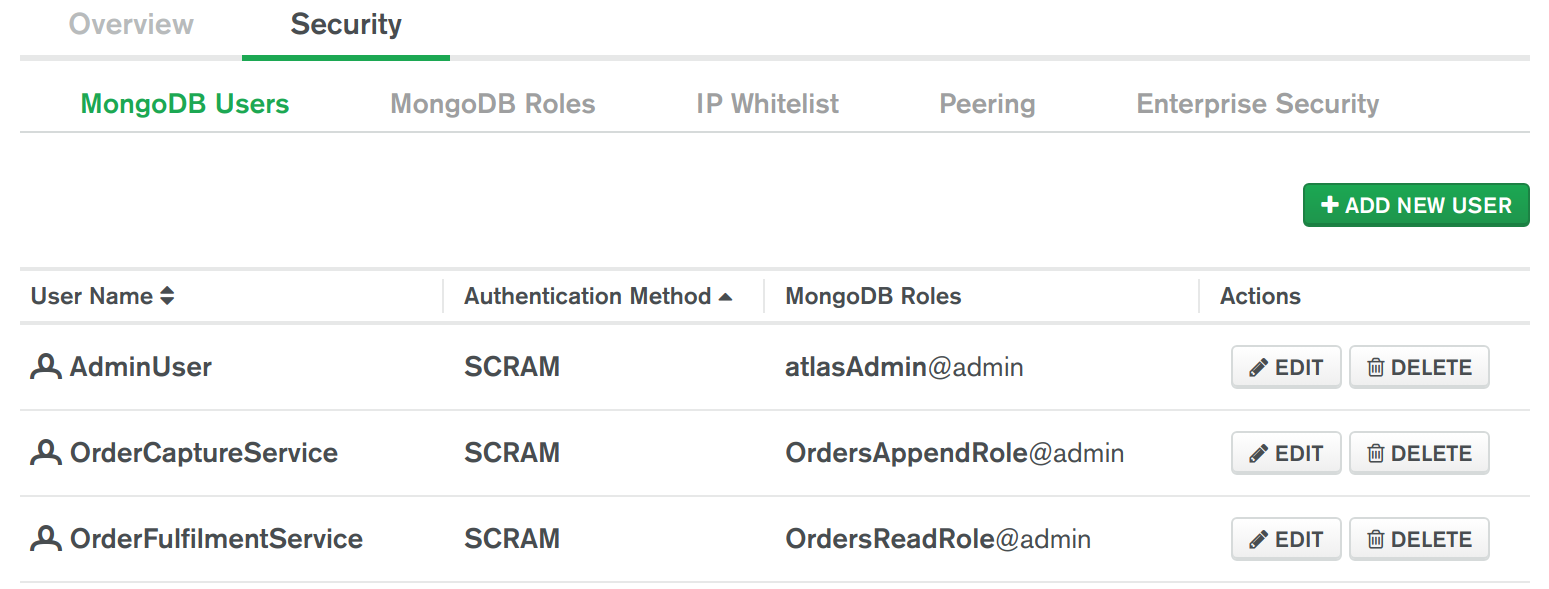 Overview Security
MongoDB Users MongoDB Roles IP Whitelist Peering Enterprise Security
ADD NEW USER
User Name Authentication Method MongoDB Roles Actions
AdminUser SCRAM atlasAdmin@admin EDIT DELETE
OrderCaptureService SCRAM OrdersAppendRole@admin EDIT DELETE
OrderFulfilmentService SCRAM OrdersReadRole@admin EDIT DELETE